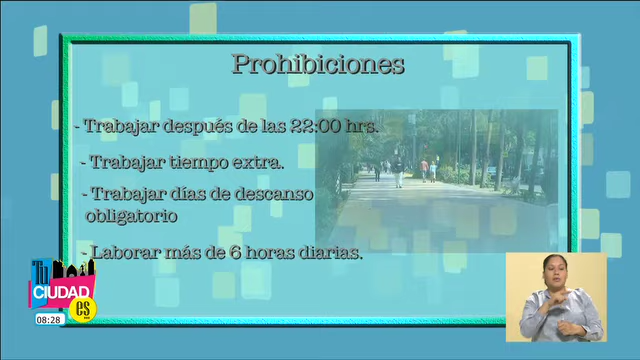 Prohibiciones
- Trabajar después de las 22:00 hrs.
- Trabajar tiempo extra.
- Trabajar días de descanso
obligatorio
- Laborar más de 6 horas diarias.
Tu
CIUDAD
es
08:28